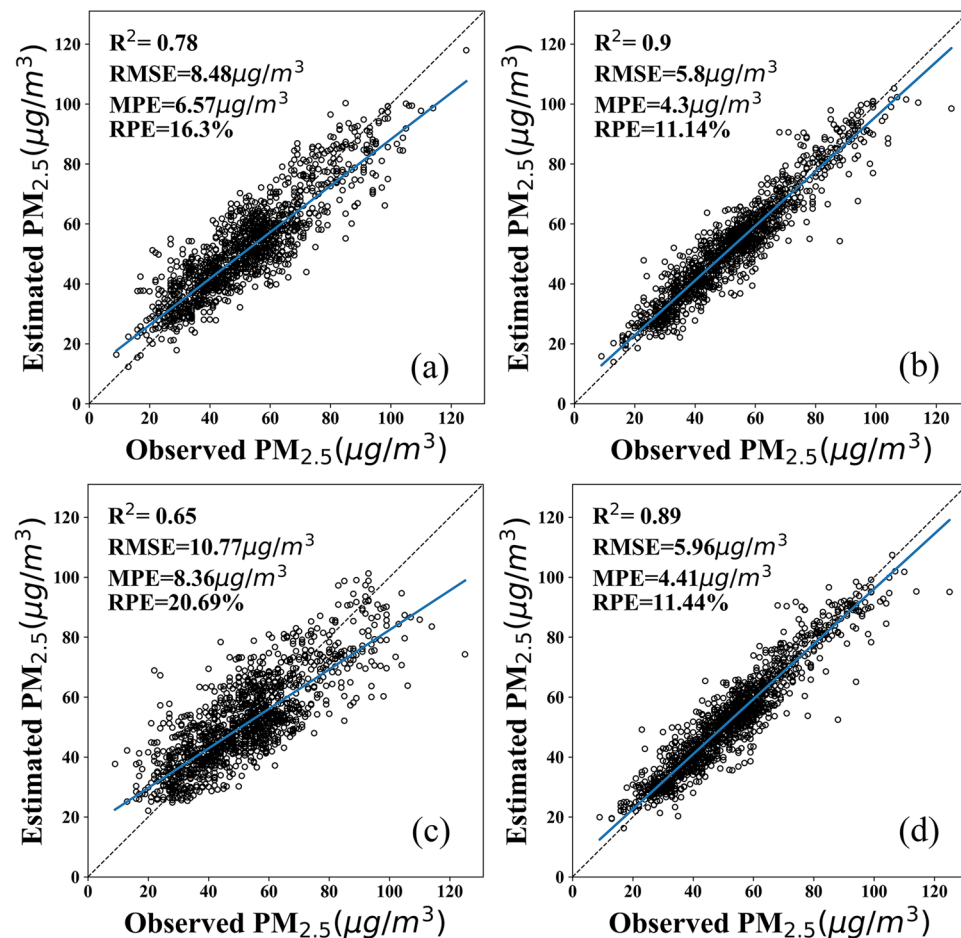 R²= 0.78
RMSE=8.48μg/m³
MPE=6.57μg/m³
RPE=16.3%
Estimated PM₂.₅(μg/m³)
120
100
80
60
40
20
0
(a)
0 20 40 60 80 100 120
Observed PM₂.₅(μg/m³)
R²= 0.9
RMSE=5.8μg/m³
MPE=4.3μg/m³
RPE=11.14%
Estimated PM₂.₅(μg/m³)
120
100
80
60
40
20
0
(b)
0 20 40 60 80 100 120
Observed PM₂.₅(μg/m³)
R²= 0.65
RMSE=10.77μg/m³
MPE=8.36μg/m³
RPE=20.69%
Estimated PM₂.₅(μg/m³)
120
100
80
60
40
20
0
(c)
0 20 40 60 80 100 120
Observed PM₂.₅(μg/m³)
R²= 0.89
RMSE=5.96μg/m³
MPE=4.41μg/m³
RPE=11.44%
Estimated PM₂.₅(μg/m³)
120
100
80
60
40
20
0
(d)
0 20 40 60 80 100 120
Observed PM₂.₅(μg/m³)